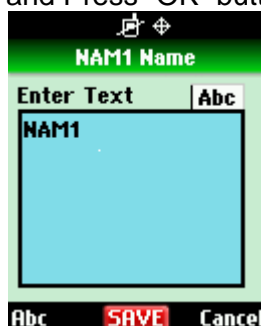 and Press "OK" butt
NAM1 Name
Enter Text Abc
NAM1
Abc SAVE Cancel